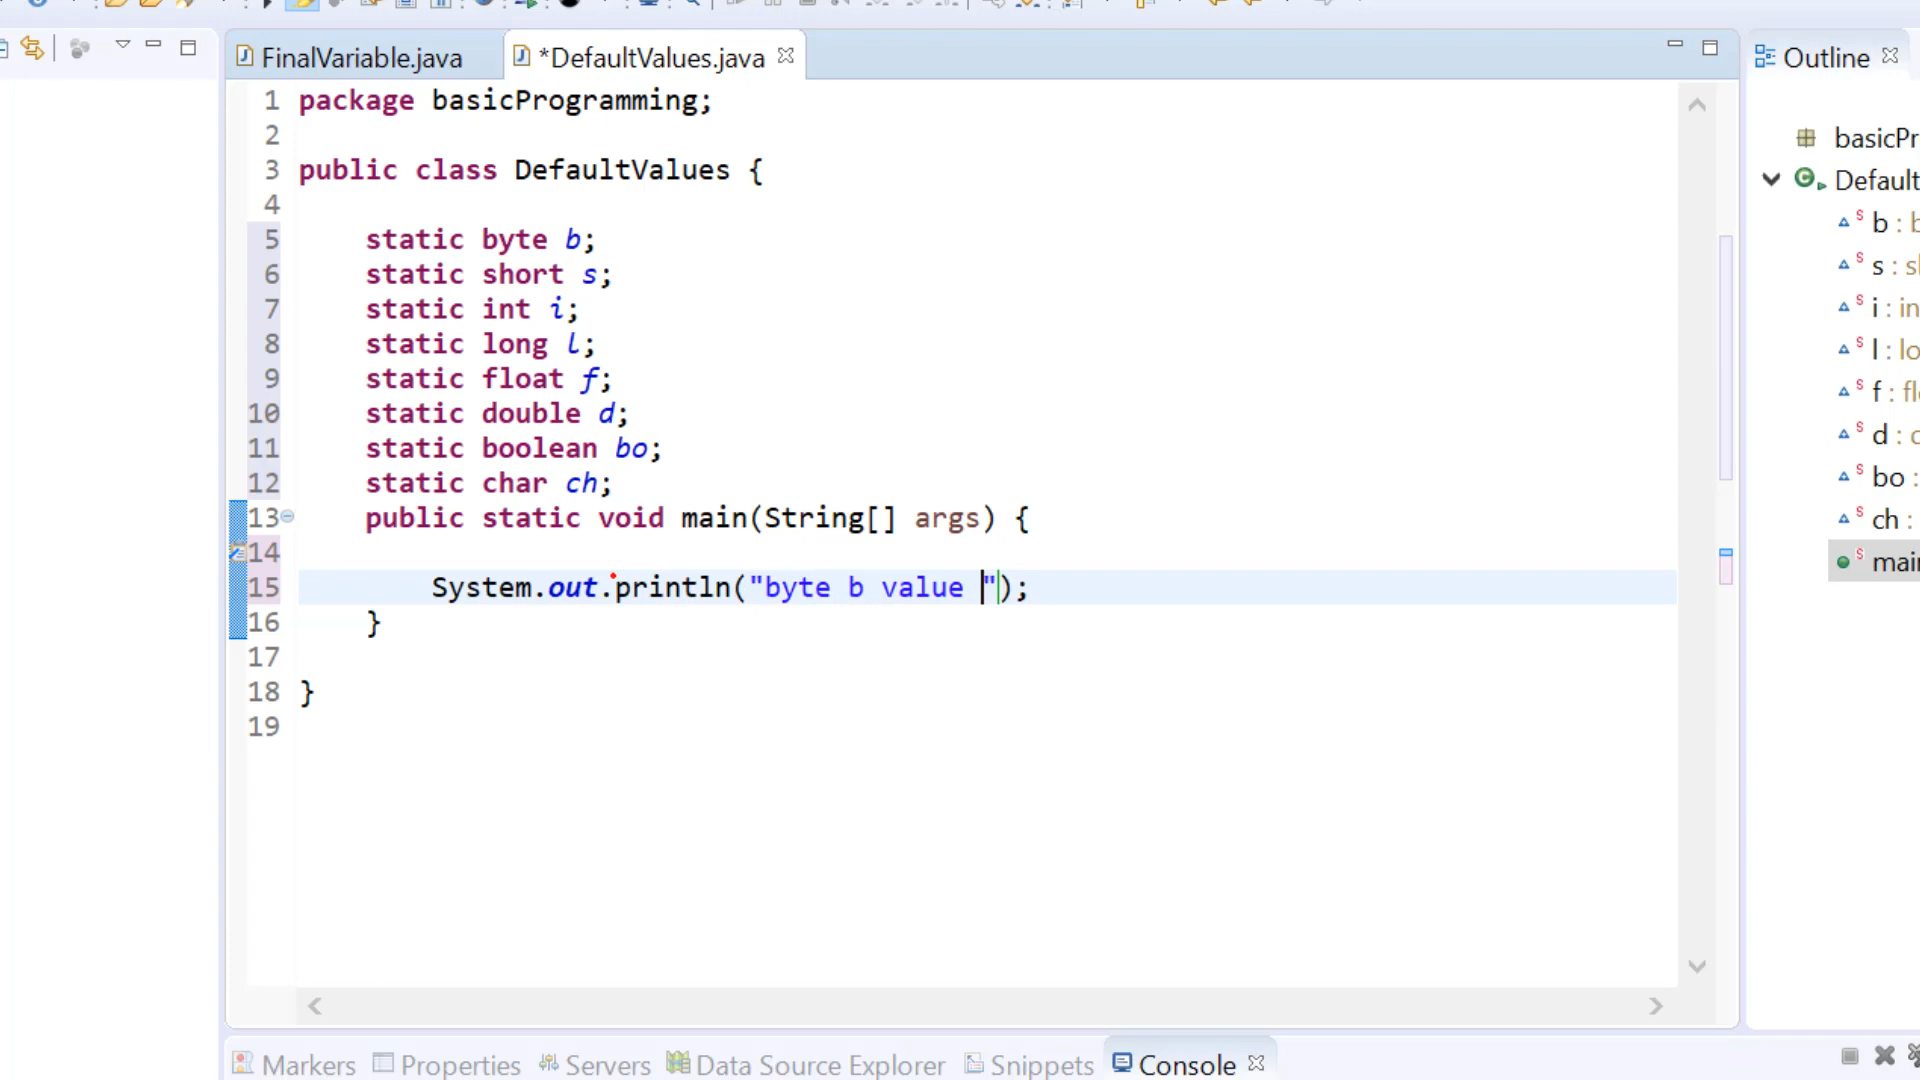 FinalVariable.java
*DefaultValues.java
Outline
1 package basicProgramming;
2
3 public class DefaultValues {
4
5 static byte b;
6 static short s;
7 static int i;
8 static long l;
9 static float f;
10 static double d;
11 static boolean bo;
12 static char ch;
13 public static void main(String[] args) {
14
15 System.out.println("byte b value ");
16 }
17
18 }
19
basicPr
Default
b : b
s : s
i : in
l : lo
f : fl
d : d
bo :
ch :
mai
Markers
Properties
Servers
Data Source Explorer
Snippets
Console